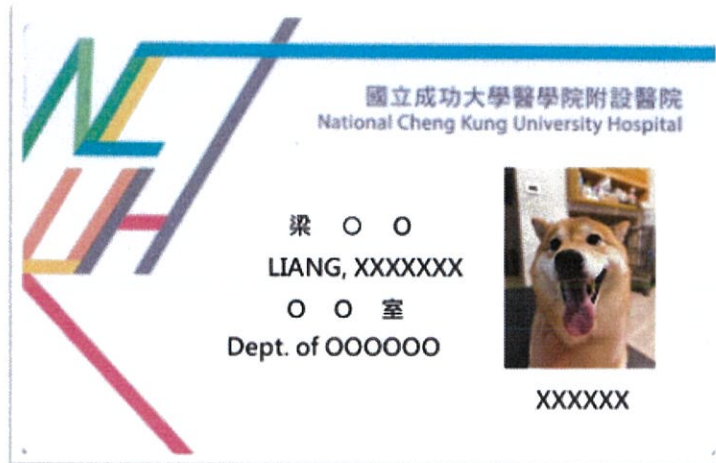 NCUH
國立成功大學醫學院附設醫院
National Cheng Kung University Hospital
梁 O O
LIANG, XXXXXXX
O O 室
Dept. of OOOOOO
XXXXXX